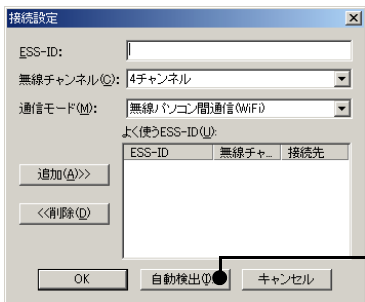 接続設定
ESS-ID:
無線チャンネル(C): 4チャンネル
通信モード(M): 無線パソコン間通信(WiFi)
よく使うESS-ID(U):
ESS-ID 無線チャ... 接続先
追加(A)>>
<<削除(D)
OK 自動検出 キャンセル